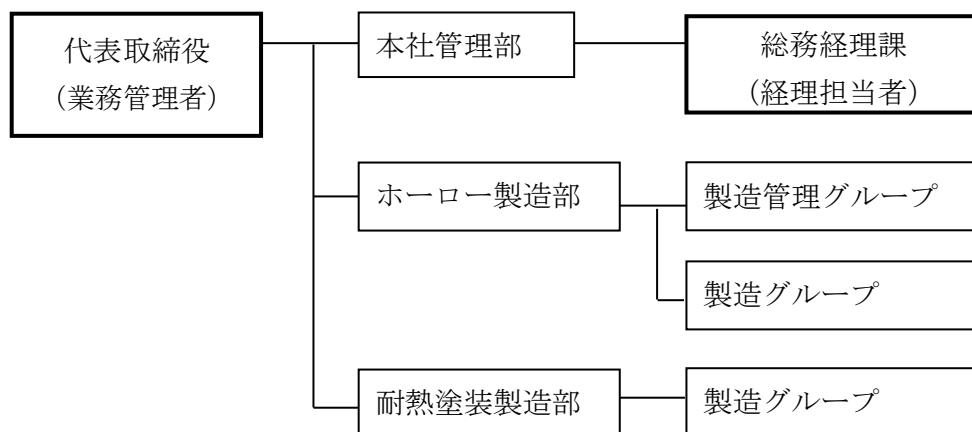 代表取締役
（業務管理者）
本社管理部
総務経理課
（経理担当者）
ホーロー製造部
製造管理グループ
製造グループ
耐熱塗装製造部
製造グループ